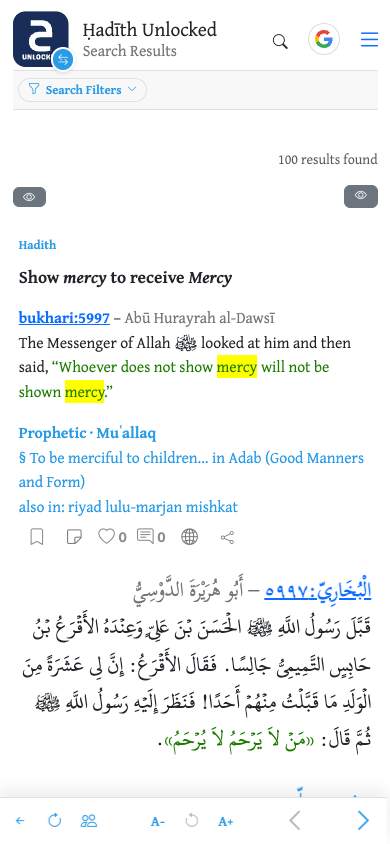 UNLOCKED
Ḥadīth Unlocked
Search Results
Search Filters
100 results found
Hadith
Show mercy to receive Mercy
bukhari:5997 – Abū Hurayrah al-Dawsī
The Messenger of Allah ﷺ looked at him and then
said, “Whoever does not show mercy will not be
shown mercy.”
Prophetic · Muʿallaq
§ To be merciful to children... in Adab (Good Manners
and Form)
also in: riyad lulu-marjan mishkat
0 0
الْبُخَارِيّ:٥٩٩٧ – أَبُو هُرَيْرَةَ الدَّوْسِيُّ
قَبَّلَ رَسُولُ اللَّهِ ﷺ الْحَسَنَ بْنَ عَلِيٍّ وَعِنْدَهُ الأَقْرَعُ بْنُ
حَابِسٍ التَّمِيمِيُّ جَالِسًا. فَقَالَ الأَقْرَعُ: إِنَّ لِي عَشَرَةً مِنَ
الْوَلَدِ مَا قَبَّلْتُ مِنْهُمْ أَحَدًا! فَنَظَرَ إِلَيْهِ رَسُولُ اللَّهِ ﷺ
ثُمَّ قَالَ: «مَنْ لاَ يَرْحَمُ لاَ يُرْحَمُ».
A- A+